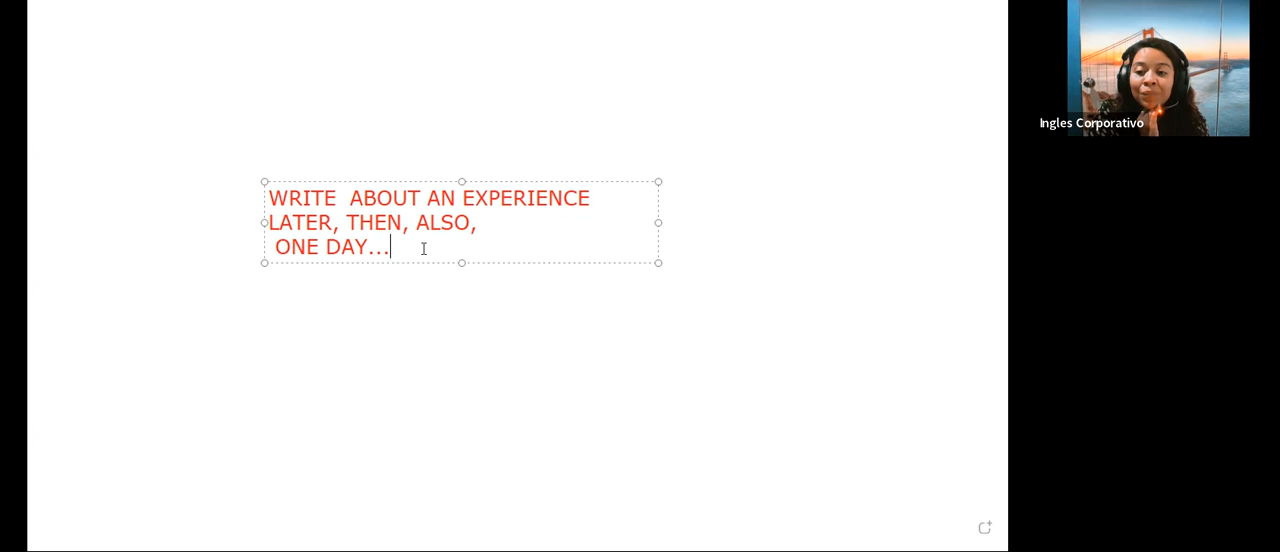 WRITE ABOUT AN EXPERIENCE
LATER, THEN, ALSO,
ONE DAY...
Ingles Corporativo